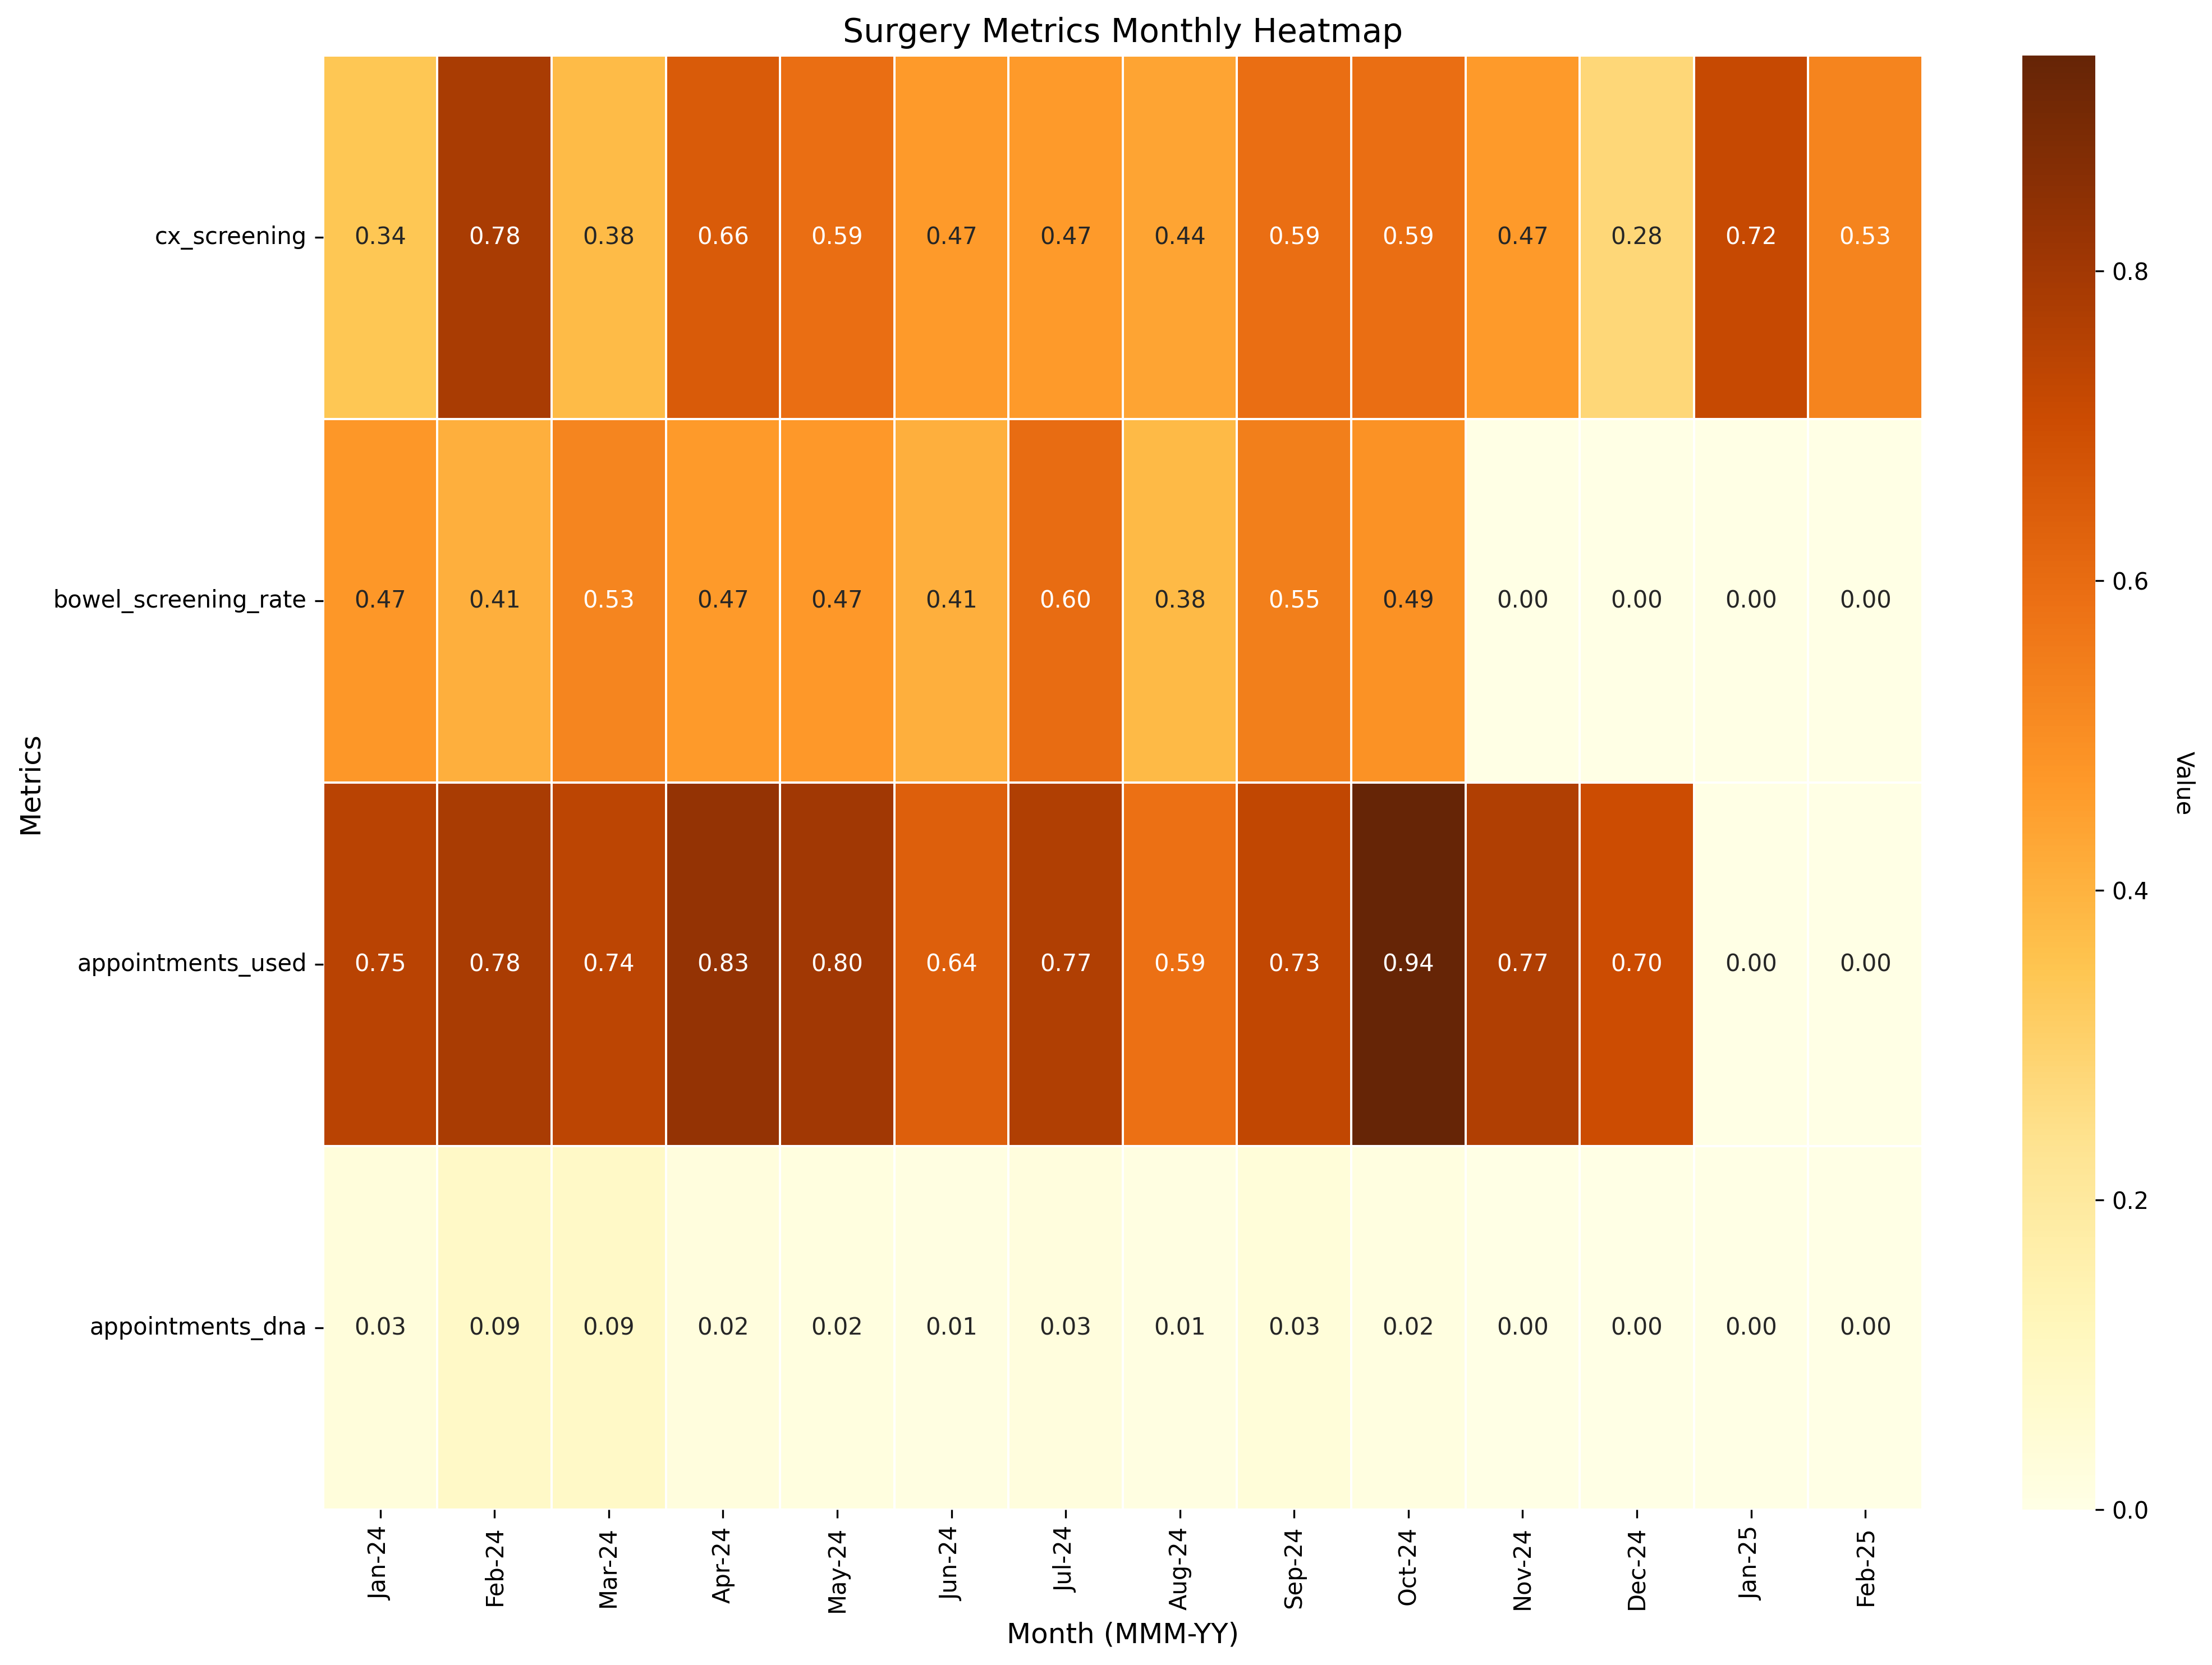 Surgery Metrics Monthly Heatmap
Metrics
cx_screening 0.34 0.78 0.38 0.66 0.59 0.47 0.47 0.44 0.59 0.59 0.47 0.28 0.72 0.53
bowel_screening_rate 0.47 0.41 0.53 0.47 0.47 0.41 0.60 0.38 0.55 0.49 0.00 0.00 0.00 0.00
appointments_used 0.75 0.78 0.74 0.83 0.80 0.64 0.77 0.59 0.73 0.94 0.77 0.70 0.00 0.00
appointments_dna 0.03 0.09 0.09 0.02 0.02 0.01 0.03 0.01 0.03 0.02 0.00 0.00 0.00 0.00
Jan-24 Feb-24 Mar-24 Apr-24 May-24 Jun-24 Jul-24 Aug-24 Sep-24 Oct-24 Nov-24 Dec-24 Jan-25 Feb-25
Month (MMM-YY)
0.8
0.6
0.4
0.2
0.0
Value